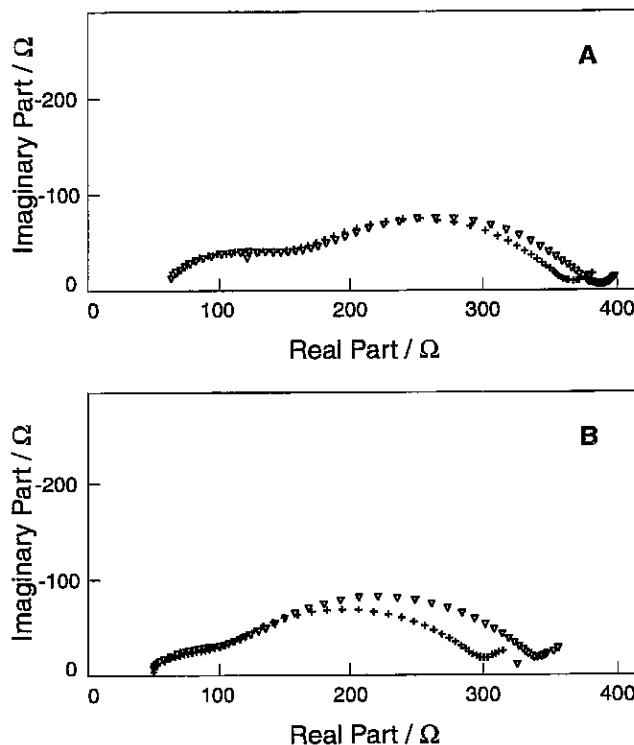 A
Imaginary Part / Ω
-200
-100
0
0 100 200 300 400
Real Part / Ω
B
Imaginary Part / Ω
-200
-100
0
0 100 200 300 400
Real Part / Ω